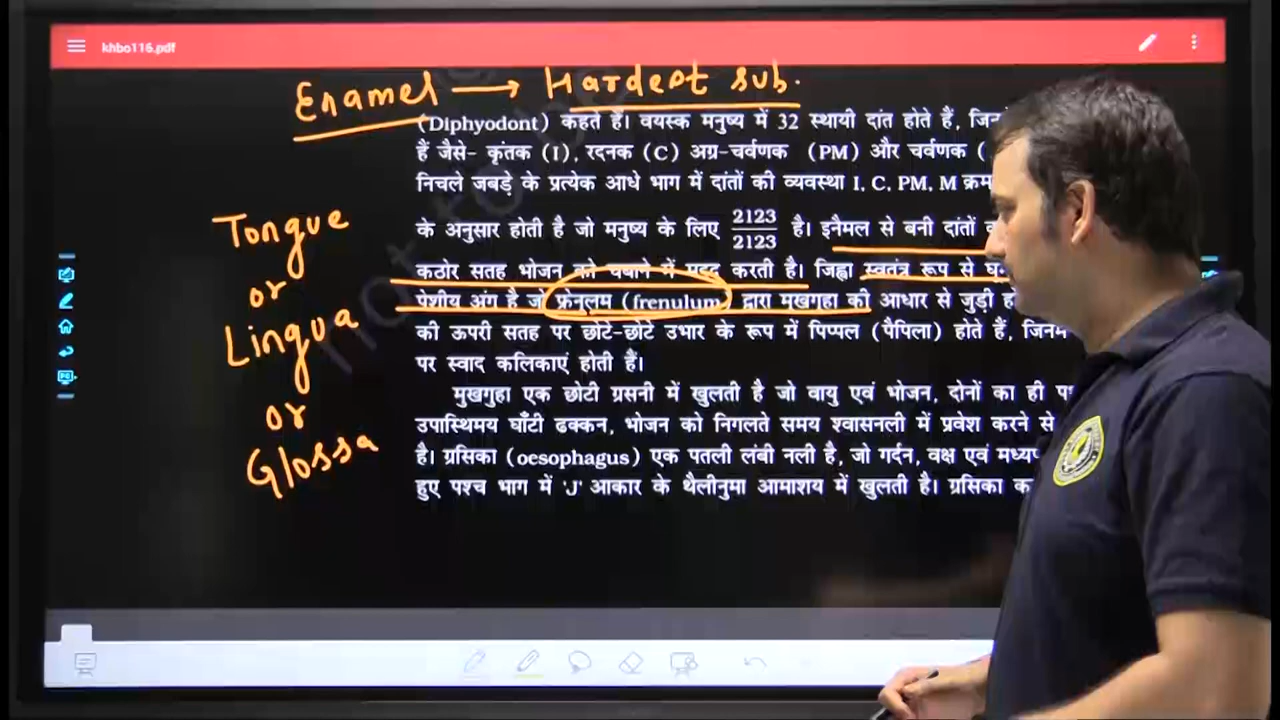 khbo116.pdf
Enamel → Hardest sub.
(Diphyodont) कहते हैं। वयस्क मनुष्य में 32 स्थायी दांत होते हैं,
हैं जैसे- कृंतक (I), रदनक (C) अग्र-चर्वणक (PM) और चर्वणक (
निचले जबड़े के प्रत्येक आधे भाग में दांतों की व्यवस्था I, C, PM, M
के अनुसार होती है जो मनुष्य के लिए 2123/2123 है। इनैमल से बनी दांतों
कठोर सतह भोजन को चबाने में मदद करती है। जिह्वा स्वतंत्र रूप से
पेशीय अंग है जो फ्रेनुलम (frenulum) द्वारा मुखगुहा की आधार से जुड़ी
की ऊपरी सतह पर छोटे-छोटे उभार के रूप में पिप्पल (पैपिला) होते हैं,
पर स्वाद कलिकाएं होती हैं।
मुखगुहा एक छोटी ग्रसनी में खुलती है जो वायु एवं भोजन, दोनों का ही
उपास्थिमय घाँटी ढक्कन, भोजन को निगलते समय श्वासनली में प्रवेश करने से
है। ग्रसिका (oesophagus) एक पतली लंबी नली है, जो गर्दन, वक्ष एवं
हुए पश्च भाग में 'J' आकार के थैलीनुमा आमाशय में खुलती है। ग्रसिका
Tongue
or
Lingua
or
Glossa